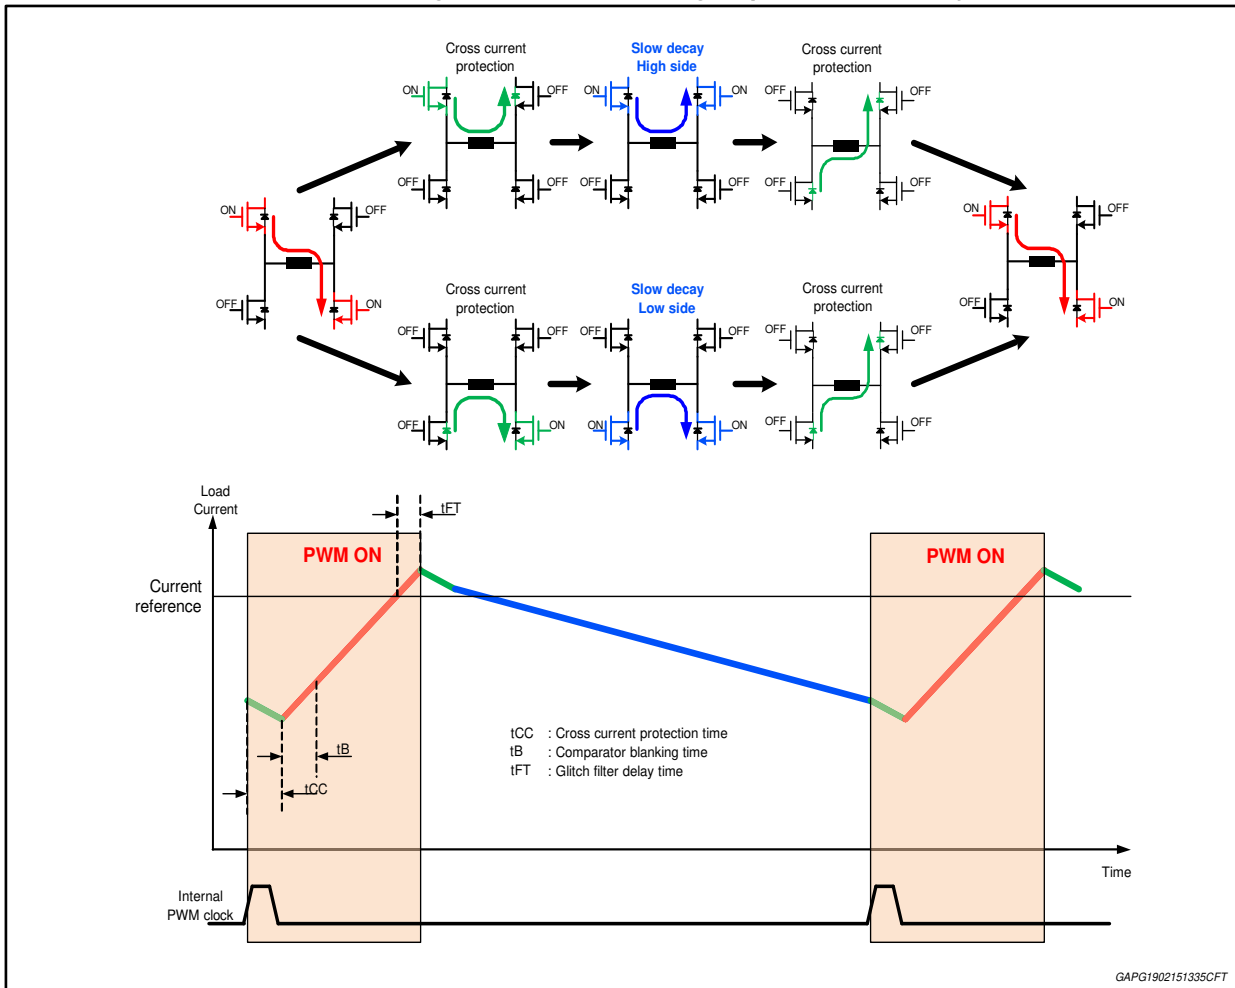 Cross current
protection
Slow decay
High side
Cross current
protection
ON
OFF
ON
ON
OFF
OFF
OFF
OFF
OFF
OFF
OFF
OFF
ON
OFF
OFF
ON
ON
OFF
OFF
ON
Cross current
protection
Slow decay
Low side
Cross current
protection
OFF
OFF
OFF
OFF
OFF
OFF
OFF
ON
ON
ON
OFF
OFF
Load
Current
tFT
PWM ON
PWM ON
Current
reference
tB
tCC
tCC : Cross current protection time
tB : Comparator blanking time
tFT : Glitch filter delay time
Time
Internal
PWM clock
GAPG1902151335CFT